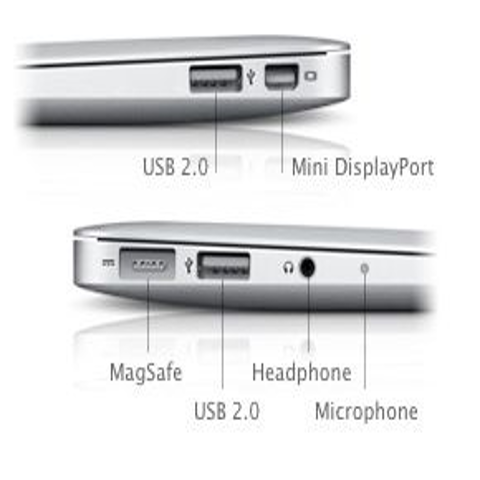 USB 2.0
Mini DisplayPort
MagSafe
Headphone
USB 2.0
Microphone